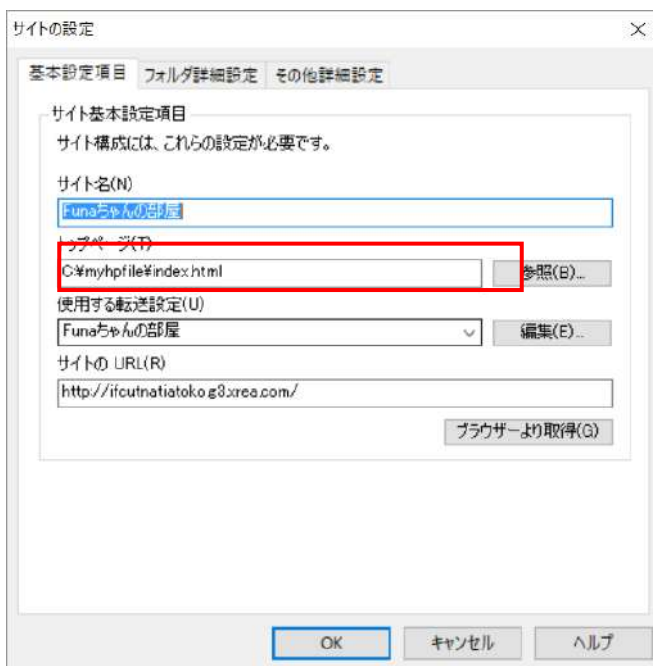 サイトの設定
基本設定項目 フォルダ詳細設定 その他詳細設定
サイト基本設定項目
サイト構成には、これらの設定が必要です。
サイト名(N)
Funaちゃんの部屋
トップページ(T)
C:¥myhpfile¥index.html 参照(B)...
使用する転送設定(U)
Funaちゃんの部屋 編集(E)...
サイトの URL(R)
http://ifcutnatiatoko.g3.xrea.com/
ブラウザーより取得(G)
OK キャンセル ヘルプ